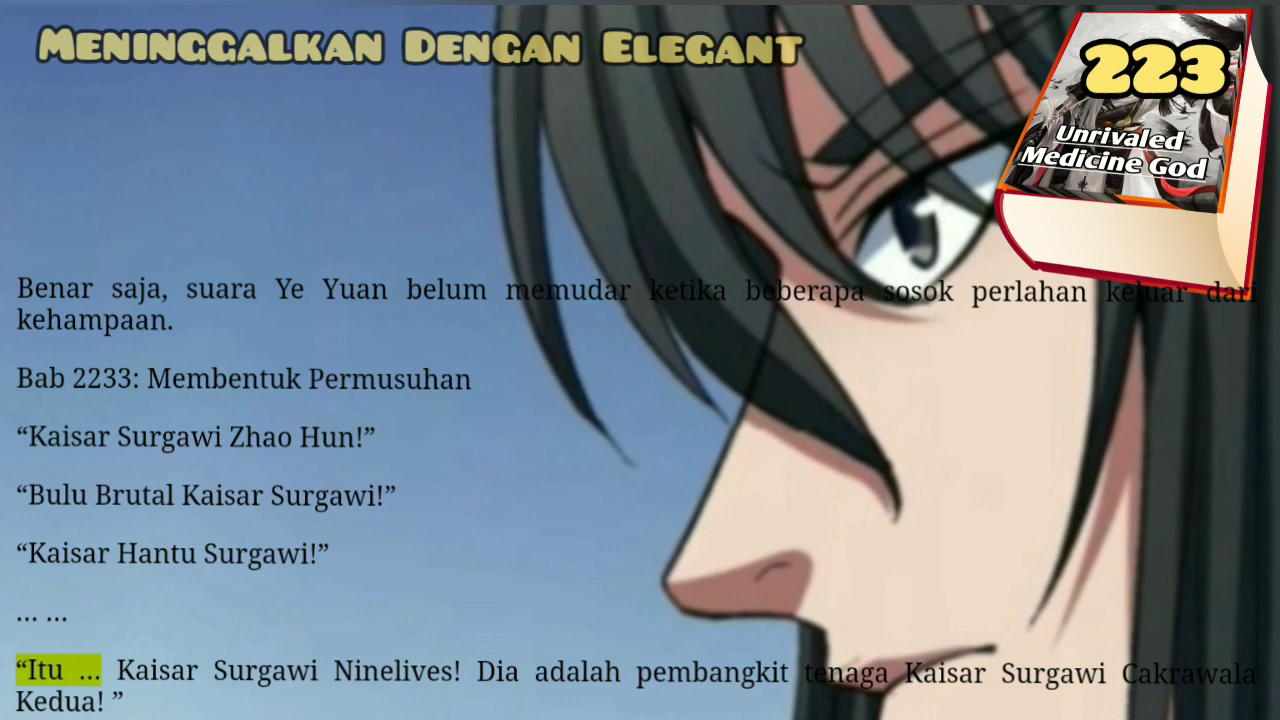 Meninggalkan Dengan Elegant
223
Unrivaled
Medicine God
Benar saja, suara Ye Yuan belum memudar ketika beberapa sosok perlahan keluar dari
kehampaan.
Bab 2233: Membentuk Permusuhan
“Kaisar Surgawi Zhao Hun!”
“Bulu Brutal Kaisar Surgawi!”
“Kaisar Hantu Surgawi!”
... ...
“Itu ... Kaisar Surgawi Ninelives! Dia adalah pembangkit tenaga Kaisar Surgawi Cakrawala
Kedua! ”